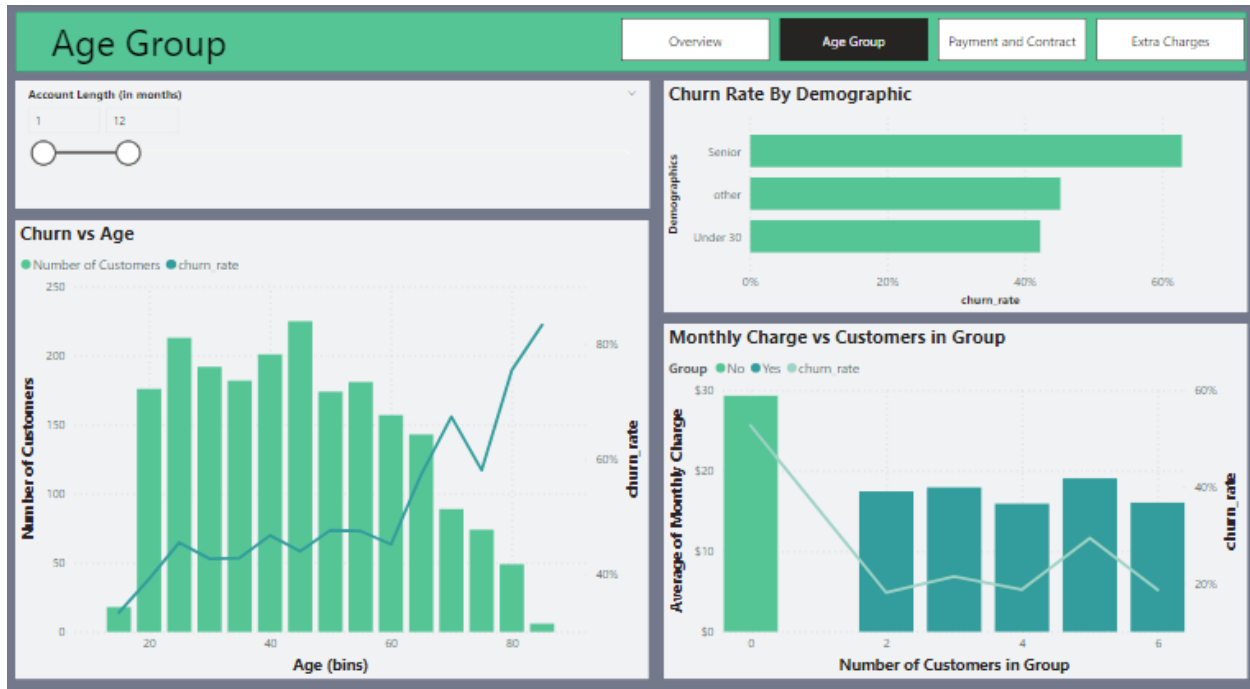 Age Group
Overview
Age Group
Payment and Contract
Extra Charges
Account Length (in months)
1
12
Churn Rate By Demographic
Demographics
Senior
other
Under 30
0%
20%
40%
60%
churn_rate
Churn vs Age
Number of Customers churn_rate
Number of Customers
250
200
150
100
50
0
80%
60%
40%
churn_rate
20
40
60
80
Age (bins)
Monthly Charge vs Customers in Group
Group No Yes churn_rate
Average of Monthly Charge
$30
$20
$10
$0
60%
40%
20%
churn_rate
0
2
4
6
Number of Customers in Group